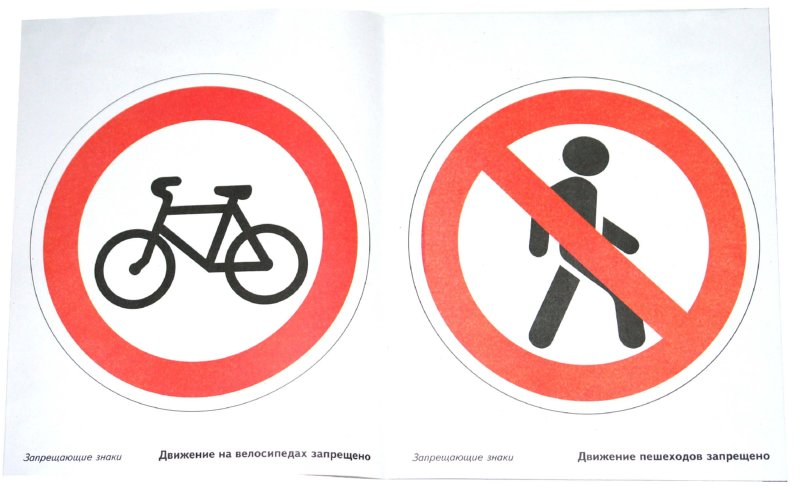 Запрещающие знаки
Движение на велосипедах запрещено
Запрещающие знаки
Движение пешеходов запрещено